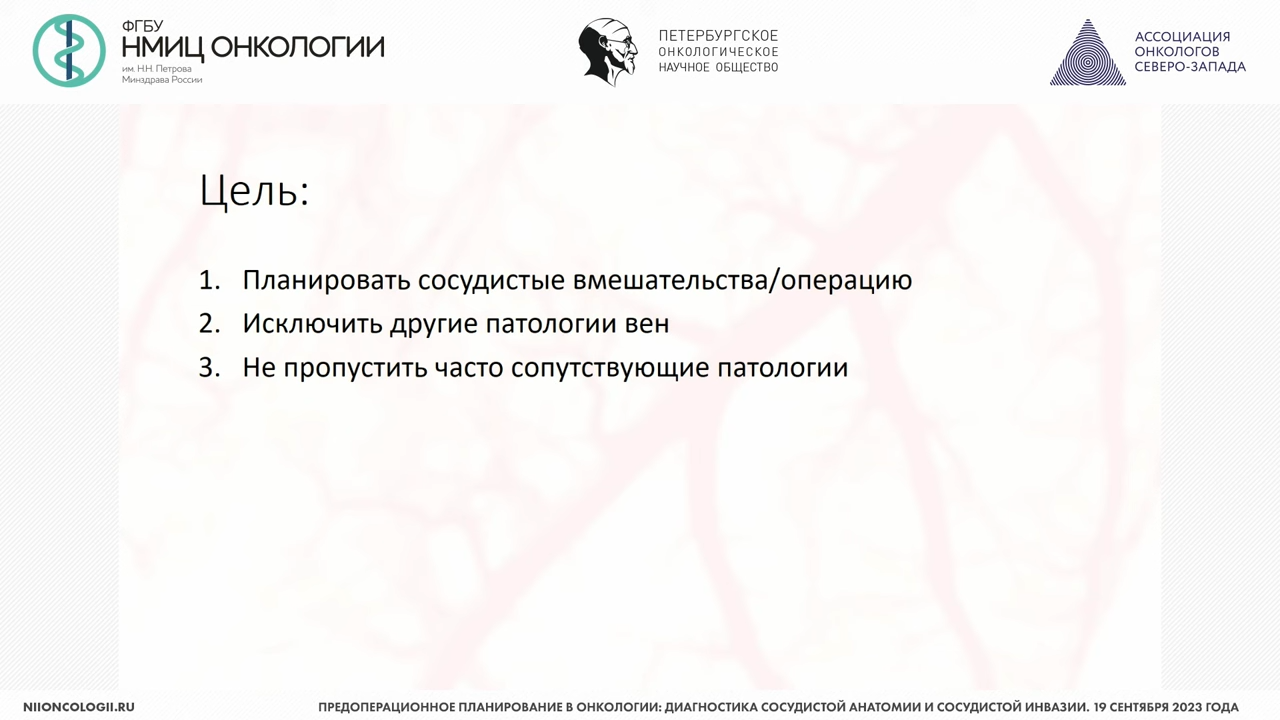 ФГБУ
НМИЦ ОНКОЛОГИИ
им. Н.Н. Петрова
Минздрава России
ПЕТЕРБУРГСКОЕ
ОНКОЛОГИЧЕСКОЕ
НАУЧНОЕ ОБЩЕСТВО
АССОЦИАЦИЯ
ОНКОЛОГОВ
СЕВЕРО-ЗАПАДА
Цель:
1. Планировать сосудистые вмешательства/операцию
2. Исключить другие патологии вен
3. Не пропустить часто сопутствующие патологии
NIIONCOLOGII.RU
ПРЕДОПЕРАЦИОННОЕ ПЛАНИРОВАНИЕ В ОНКОЛОГИИ: ДИАГНОСТИКА СОСУДИСТОЙ АНАТОМИИ И СОСУДИСТОЙ ИНВАЗИИ. 19 СЕНТЯБРЯ 2023 ГОДА